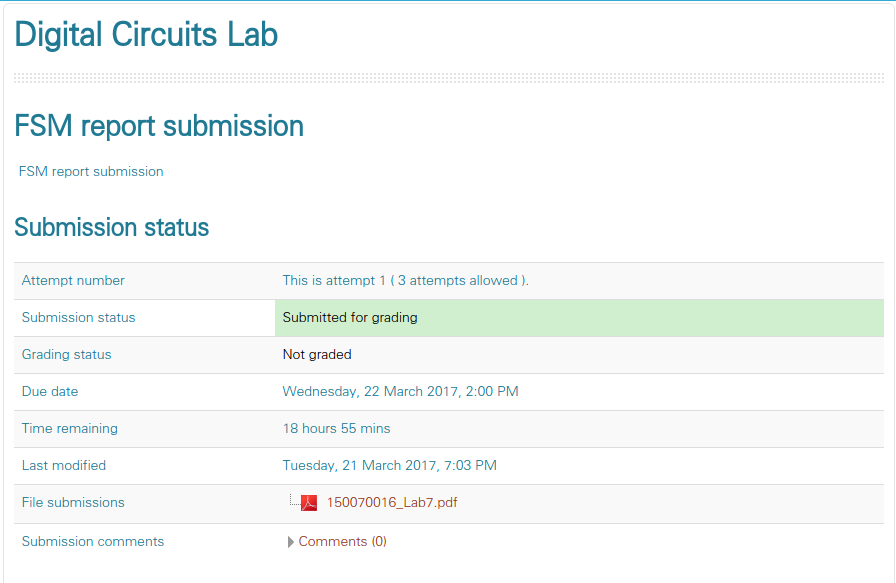 Digital Circuits Lab
FSM report submission
FSM report submission
Submission status
Attempt number This is attempt 1 ( 3 attempts allowed ).
Submission status Submitted for grading
Grading status Not graded
Due date Wednesday, 22 March 2017, 2:00 PM
Time remaining 18 hours 55 mins
Last modified Tuesday, 21 March 2017, 7:03 PM
File submissions 150070016_Lab7.pdf
Submission comments Comments (0)